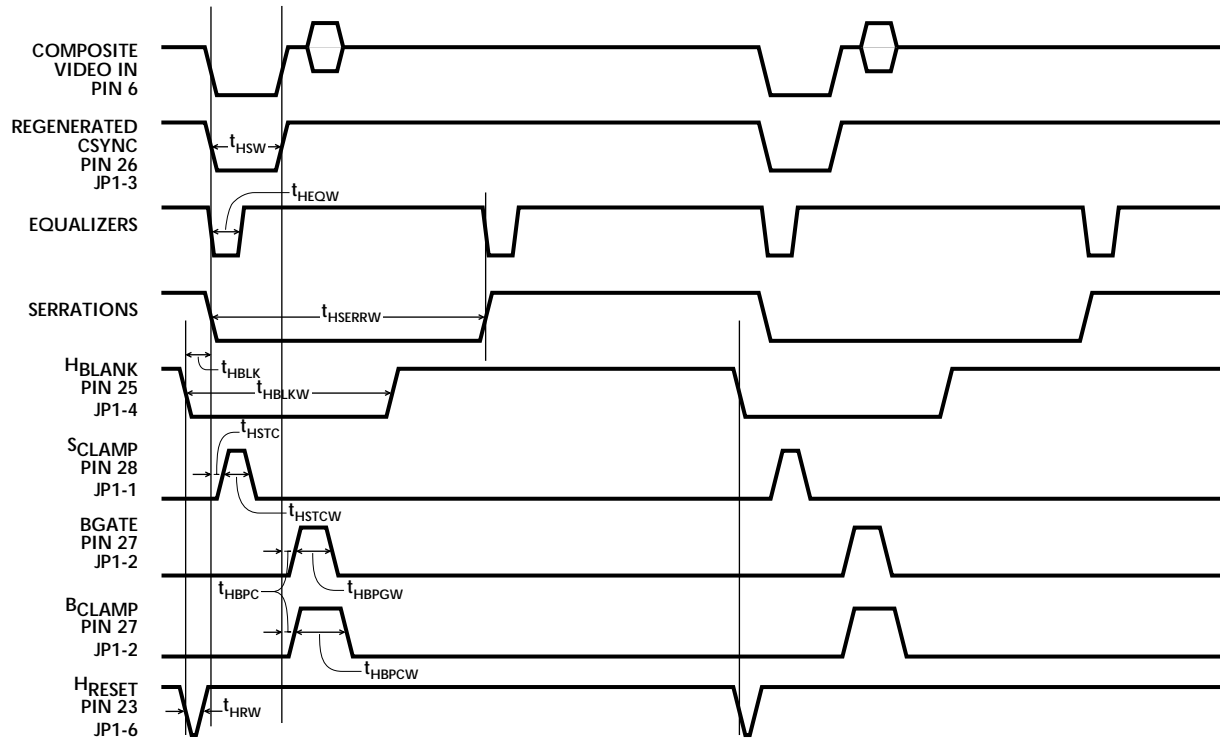 COMPOSITE
VIDEO IN
PIN 6
REGENERATED
CSYNC
PIN 26
JP1-3
tHSW
tHEQW
EQUALIZERS
SERRATIONS
tHSERRW
HBLANK
PIN 25
JP1-4
tHBLK
tHBLKW
tHSTC
SCLAMP
PIN 28
JP1-1
tHSTCW
BGATE
PIN 27
JP1-2
tHBPC
tHBPGW
BCLAMP
PIN 27
JP1-2
tHBPCW
HRESET
PIN 23
JP1-6
tHRW